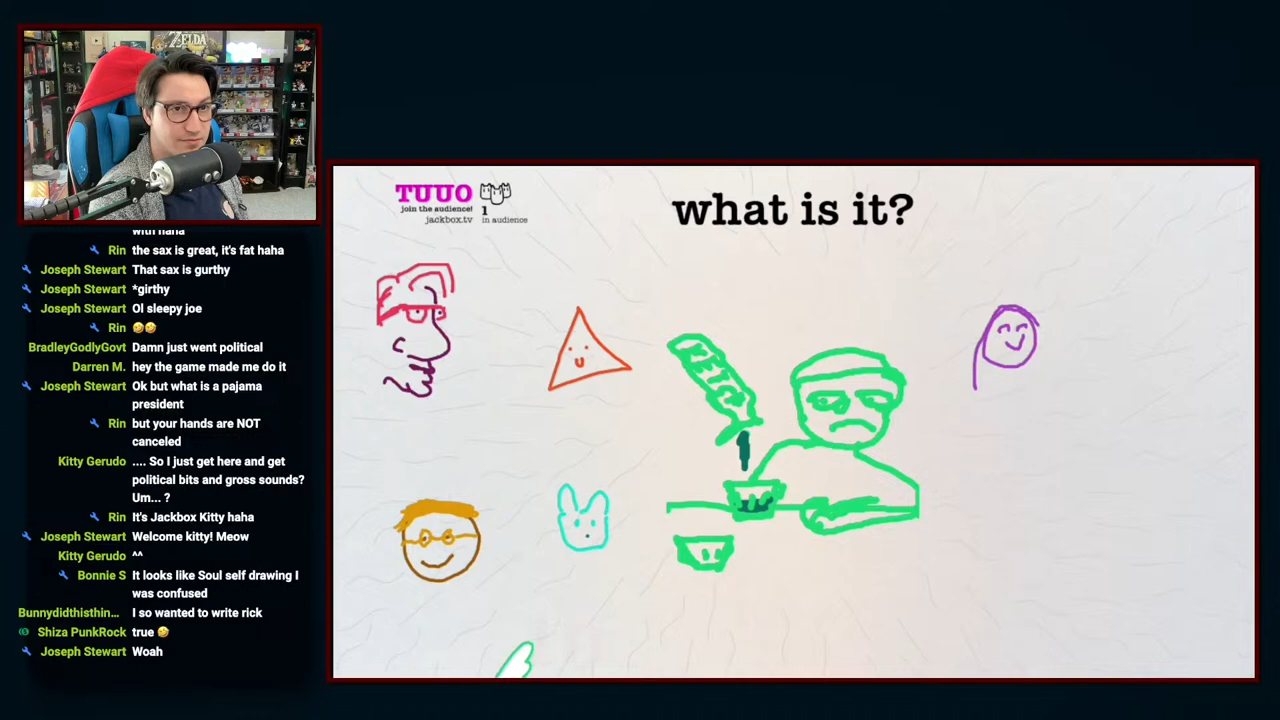 ZELDA
with haha
Rin the sax is great, it's fat haha
Joseph Stewart That sax is gurthy
Joseph Stewart *girthy
Joseph Stewart Ol sleepy joe
Rin 🤣🤣
BradleyGodlyGovt Damn just went political
Darren M. hey the game made me do it
Joseph Stewart Ok but what is a pajama
president
Rin but your hands are NOT
canceled
Kitty Gerudo .... So I just get here and get
political bits and gross sounds?
Um... ?
Rin It's Jackbox Kitty haha
Joseph Stewart Welcome kitty! Meow
Kitty Gerudo ^^
Bonnie S It looks like Soul self drawing I
was confused
Bunnydidthisthin... I so wanted to write rick
Shiza PunkRock true 🤣
Joseph Stewart Woah
TUUO
join the audience!
jackbox.tv
1
in audience
what is it?
KETCH